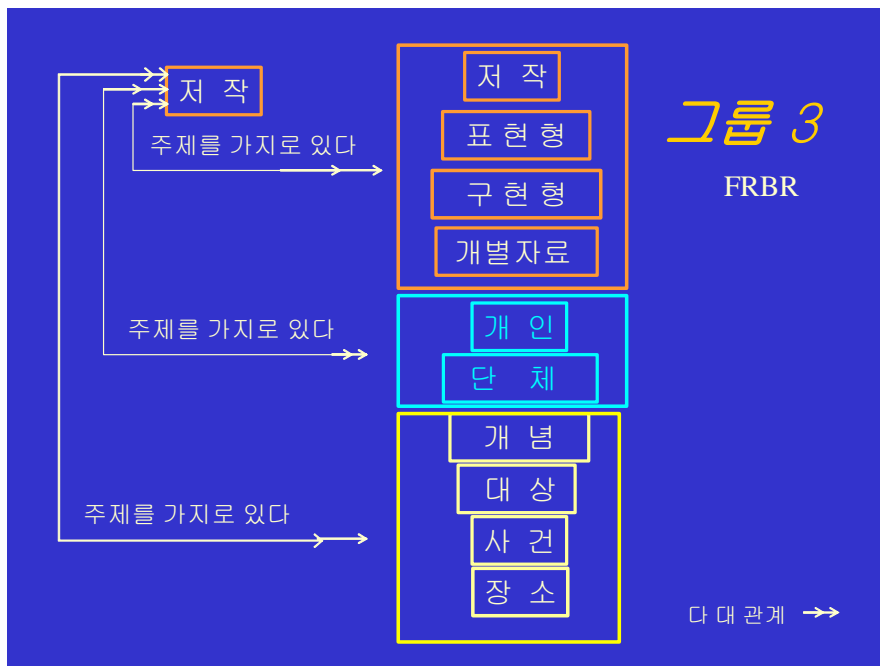 저 작
주제를 가지로 있다
주제를 가지로 있다
주제를 가지로 있다
저 작
표 현 형
구 현 형
개별자료
개 인
단 체
개 념
대 상
사 건
장 소
그룹 3
FRBR
다 대 관계